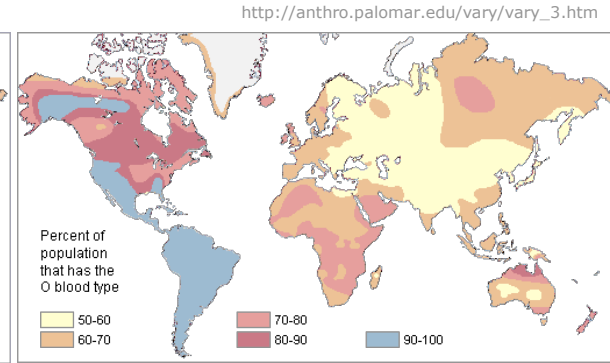 http://anthro.palomar.edu/vary/vary_3.htm
Percent of
population
that has the
O blood type
50-60
70-80
60-70
80-90
90-100